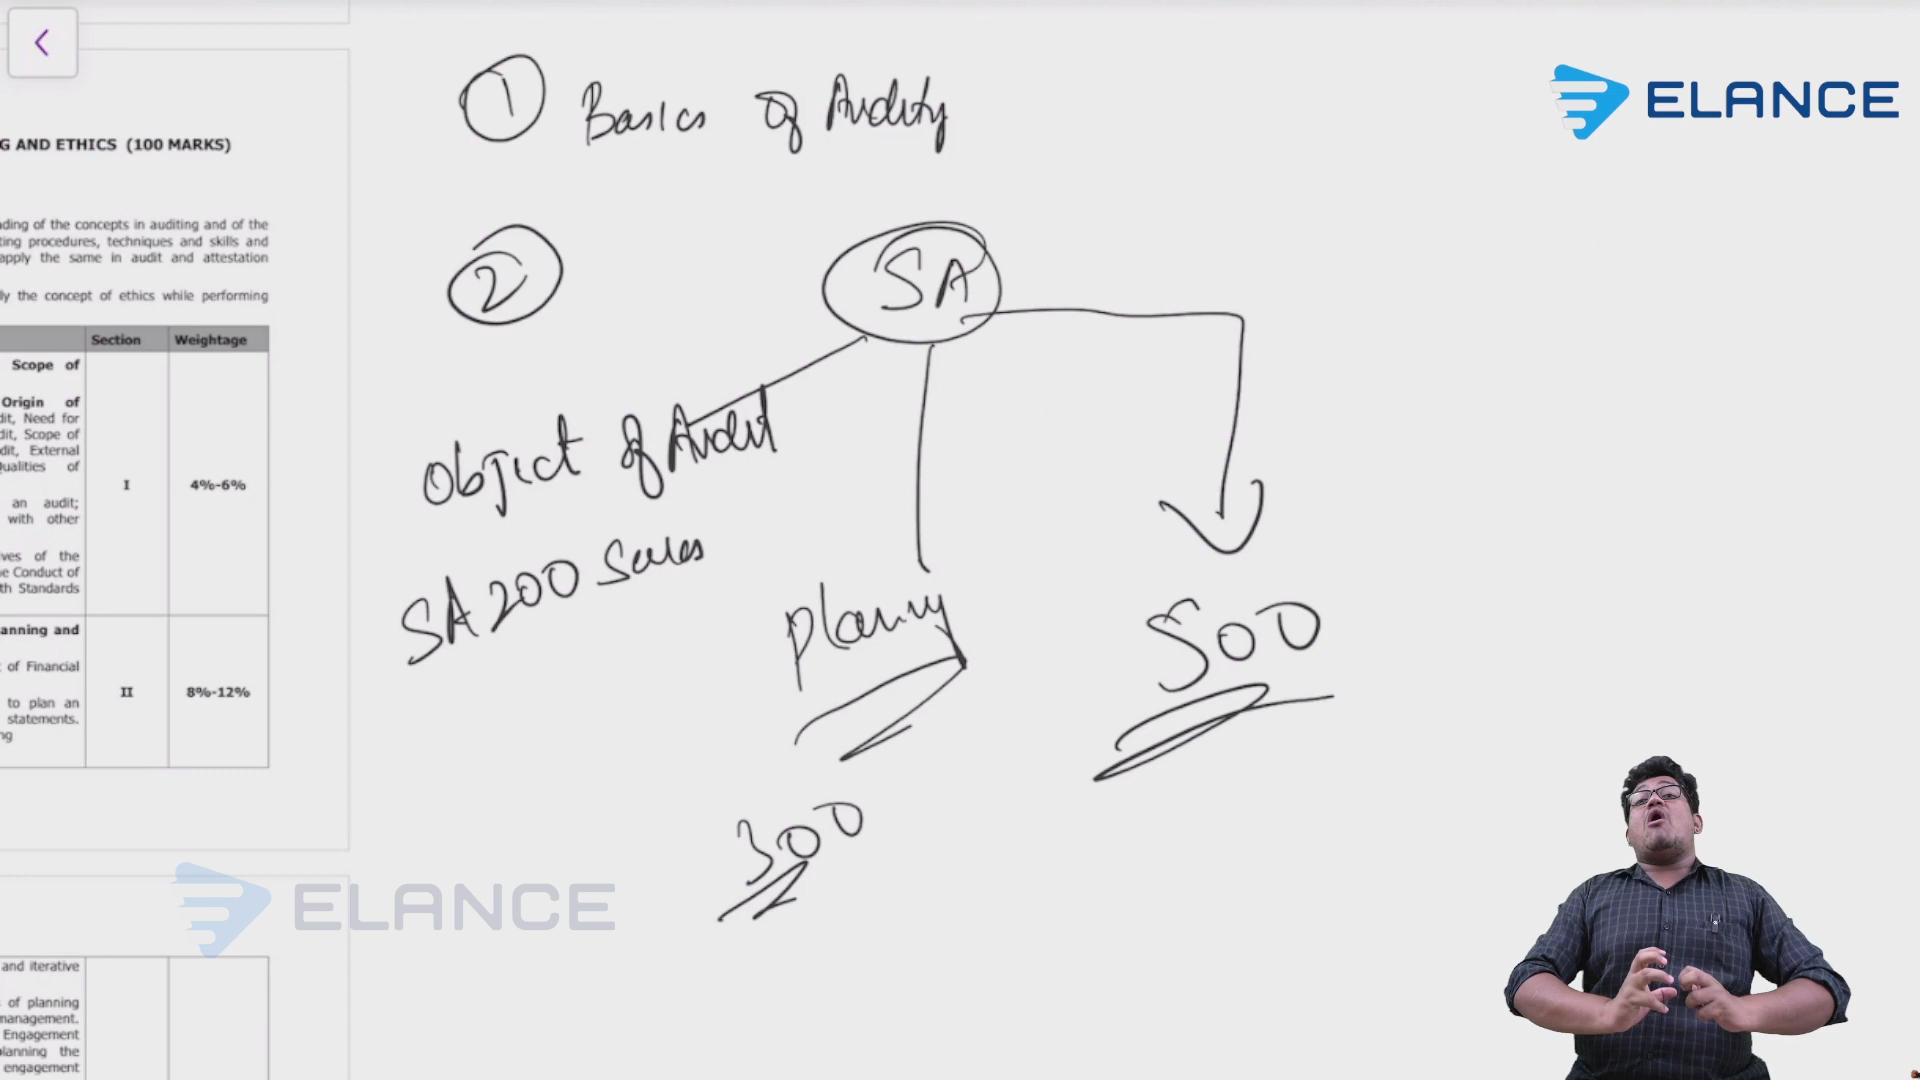 G AND ETHICS (100 MARKS)
ding of the concepts in auditing and of the
ting procedures, techniques and skills and
apply the same in audit and attestation
ly the concept of ethics while performing
Section Weightage
Scope of
Origin of
dit, Need for
dit, Scope of
dit, External
Qualities of
an audit;
with other
ives of the
e Conduct of
th Standards
I 4%-6%
anning and
of Financial
to plan an
statements.
ng
II 8%-12%
and iterative
of planning
management.
Engagement
planning the
engagement
1 Basics of Auditing
2 SA
Object of Audit
SA 200 Series
Planning
300
500
ELANCE
ELANCE